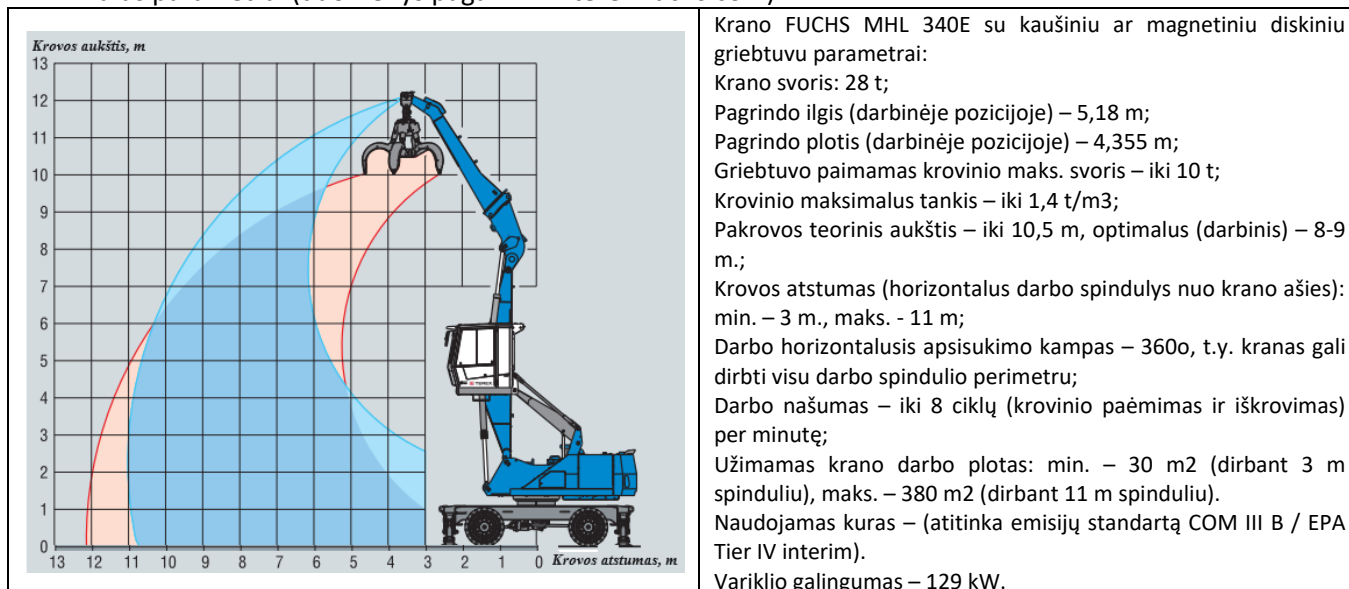 Krovos aukštis, m
13
12
11
10
9
8
7
6
5
4
3
2
1
0
13 12 11 10 9 8 7 6 5 4 3 2 1 0 Krovos atstumas, m
TEREX
Krano FUCHS MHL 340E su kaušiniu ar magnetiniu diskiniu
griebtuvu parametrai:
Krano svoris: 28 t;
Pagrindo ilgis (darbinėje pozicijoje) – 5,18 m;
Pagrindo plotis (darbinėje pozicijoje) – 4,355 m;
Griebtuvo paimamas krovinio maks. svoris – iki 10 t;
Krovinio maksimalus tankis – iki 1,4 t/m3;
Pakrovos teorinis aukštis – iki 10,5 m, optimalus (darbinis) – 8-9
m.;
Krovos atstumas (horizontalus darbo spindulys nuo krano ašies):
min. – 3 m., maks. - 11 m;
Darbo horizontalusis apsisukimo kampas – 360o, t.y. kranas gali
dirbti visu darbo spindulio perimetru;
Darbo našumas – iki 8 ciklų (krovinio paėmimas ir iškrovimas)
per minutę;
Užimamas krano darbo plotas: min. – 30 m2 (dirbant 3 m
spinduliu), maks. – 380 m2 (dirbant 11 m spinduliu).
Naudojamas kuras – (atitinka emisijų standartą COM III B / EPA
Tier IV interim).
Variklio galingumas – 129 kW.